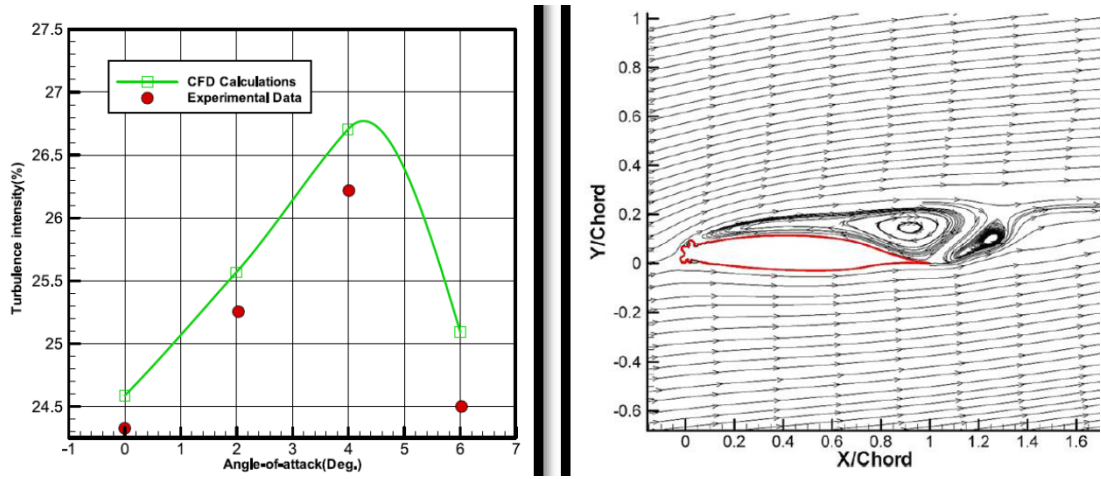 27.5
27
26.5
26
25.5
25
24.5
Turbulence intensity(%)
CFD Calculations
Experimental Data
-1 0 1 2 3 4 5 6 7
Angle-of-attack(Deg.)
1
0.8
0.6
0.4
0.2
0
-0.2
-0.4
-0.6
Y/Chord
0 0.2 0.4 0.6 0.8 1 1.2 1.4 1.6
X/Chord